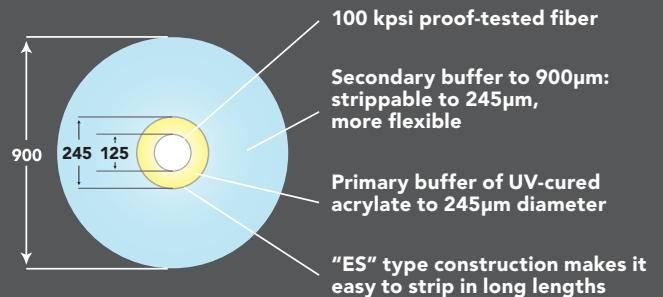 100 kpsi proof-tested fiber
Secondary buffer to 900µm:
strippable to 245µm,
more flexible
900 245 125
Primary buffer of UV-cured
acrylate to 245µm diameter
"ES" type construction makes it
easy to strip in long lengths